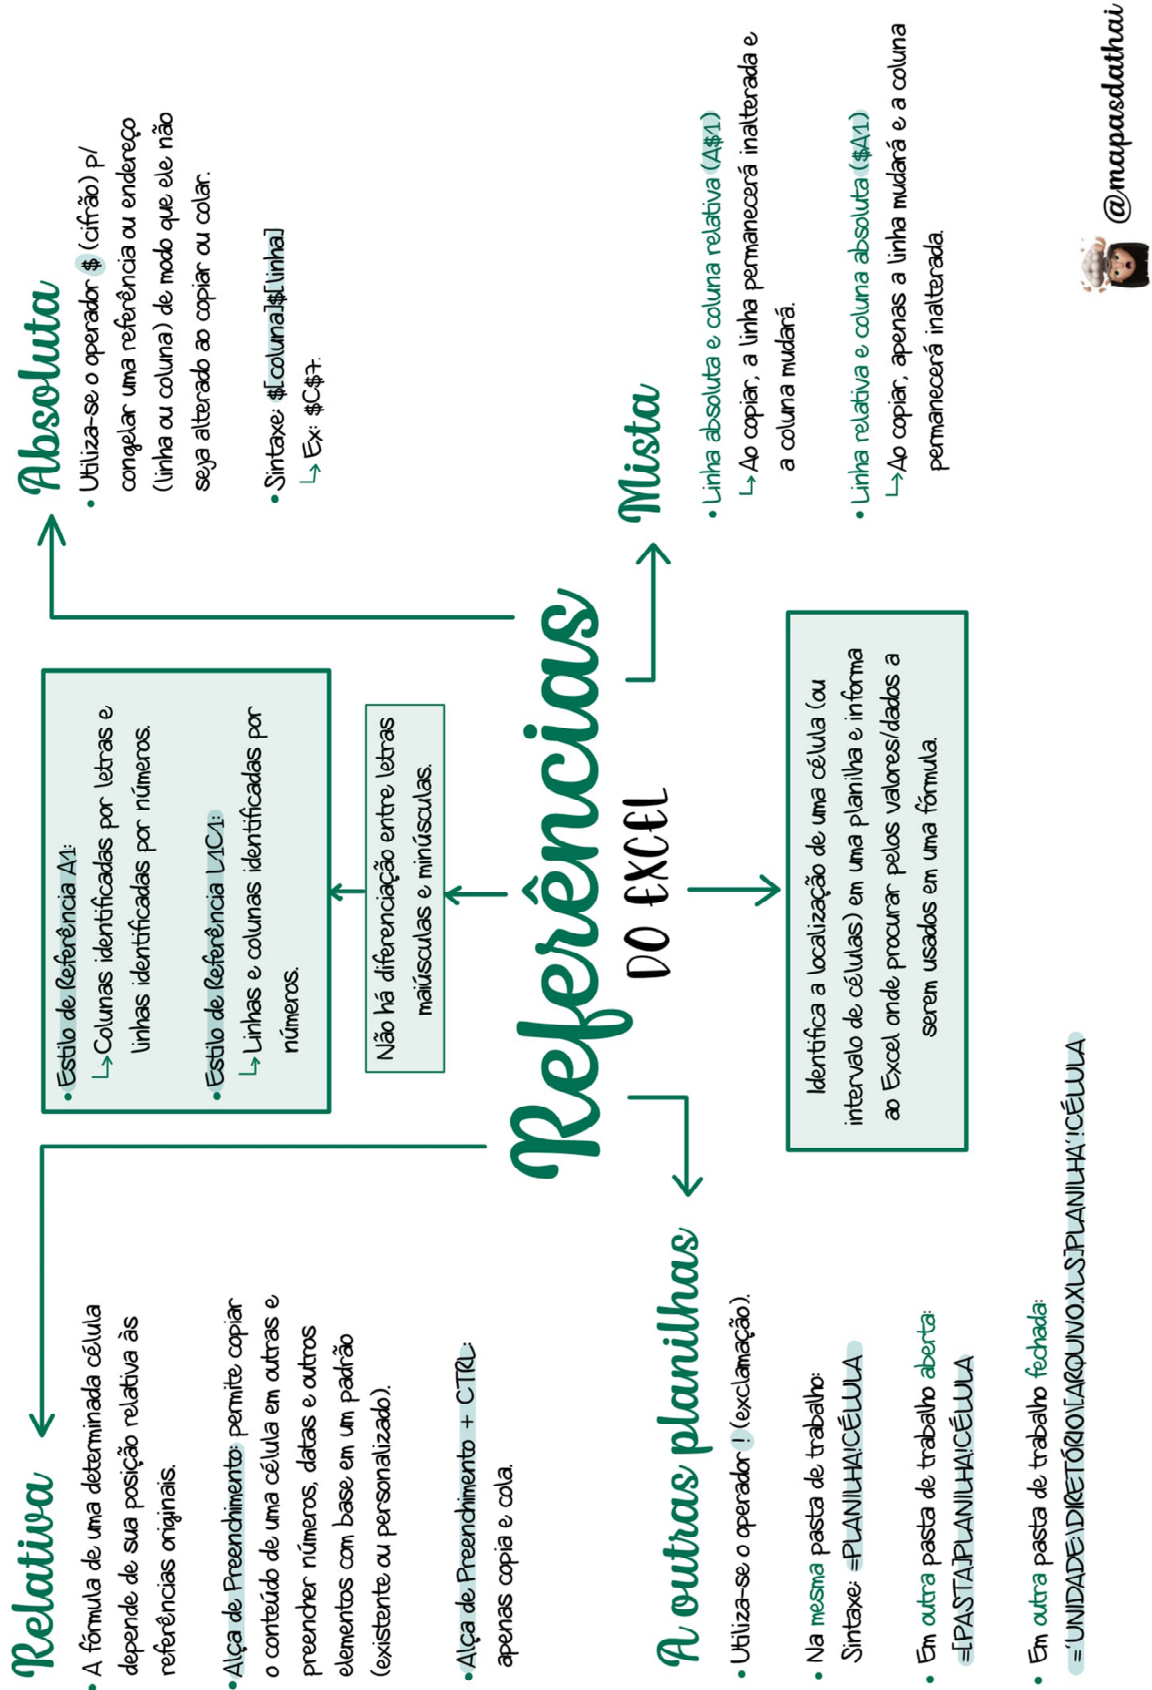 Referências
DO EXCEL
Identifica a localização de uma célula (ou
intervalo de células) em uma planilha e informa
ao Excel onde procurar pelos valores/dados a
serem usados em uma fórmula.
Não há diferenciação entre letras
maiúsculas e minúsculas.
• Estilo de Referência A1:
↳ Colunas identificadas por letras e
linhas identificadas por números.
• Estilo de Referência L1C1:
↳ Linhas e colunas identificadas por
números.
Relativa
• A fórmula de uma determinada célula
depende de sua posição relativa às
referências originais.
• Alça de Preenchimento: permite copiar
o conteúdo de uma célula em outras e
preencher números, datas e outros
elementos com base em um padrão
(existente ou personalizado).
• Alça de Preenchimento + CTRL:
apenas copia e cola.
Absoluta
• Utiliza-se o operador $ (cifrão) p/
congelar uma referência ou endereço
(linha ou coluna) de modo que ele não
seja alterado ao copiar ou colar.
• Sintaxe: $[coluna]$[linha]
↳ Ex: $C$7.
A outras planilhas
• Utiliza-se o operador ! (exclamação).
• Na mesma pasta de trabalho:
Sintaxe: =PLANILHA!CÉLULA
• Em outra pasta de trabalho aberta:
=[PASTA]PLANILHA!CÉLULA
• Em outra pasta de trabalho fechada:
='UNIDADE:\DIRETÓRIO\[ARQUIVO.XLS]PLANILHA'!CÉLULA
Mista
• Linha absoluta e coluna relativa (A$1)
↳ Ao copiar, a linha permanecerá inalterada e
a coluna mudará.
• Linha relativa e coluna absoluta ($A1)
↳ Ao copiar, apenas a linha mudará e a coluna
permanecerá inalterada.
@mapasdathai